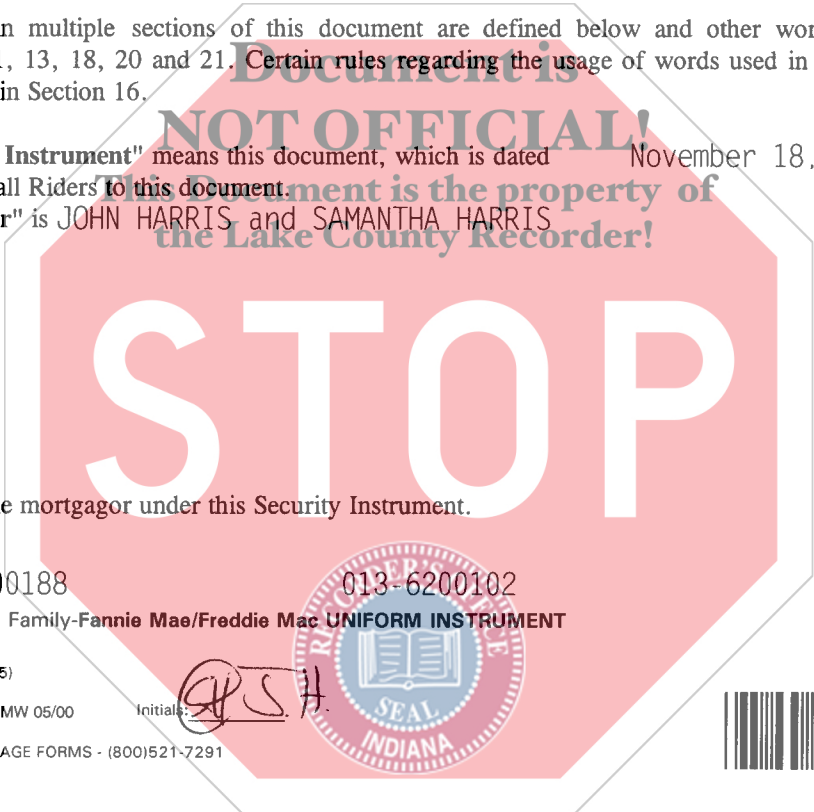 n multiple sections of this document are defined below and other wor
, 13, 18, 20 and 21. Certain rules regarding the usage of words used in
in Section 16.
Document is
NOT OFFICIAL!
This Document is the property of
the Lake County Recorder!
Instrument" means this document, which is dated November 18,
all Riders to this document.
r" is JOHN HARRIS and SAMANTHA HARRIS
STOP
e mortgagor under this Security Instrument.
00188 013-6200102
Family-Fannie Mae/Freddie Mac UNIFORM INSTRUMENT
5)
MW 05/00 Initials: J.H.
AGE FORMS - (800)521-7291
RECORDER'S OFFICE
SEAL
INDIANA